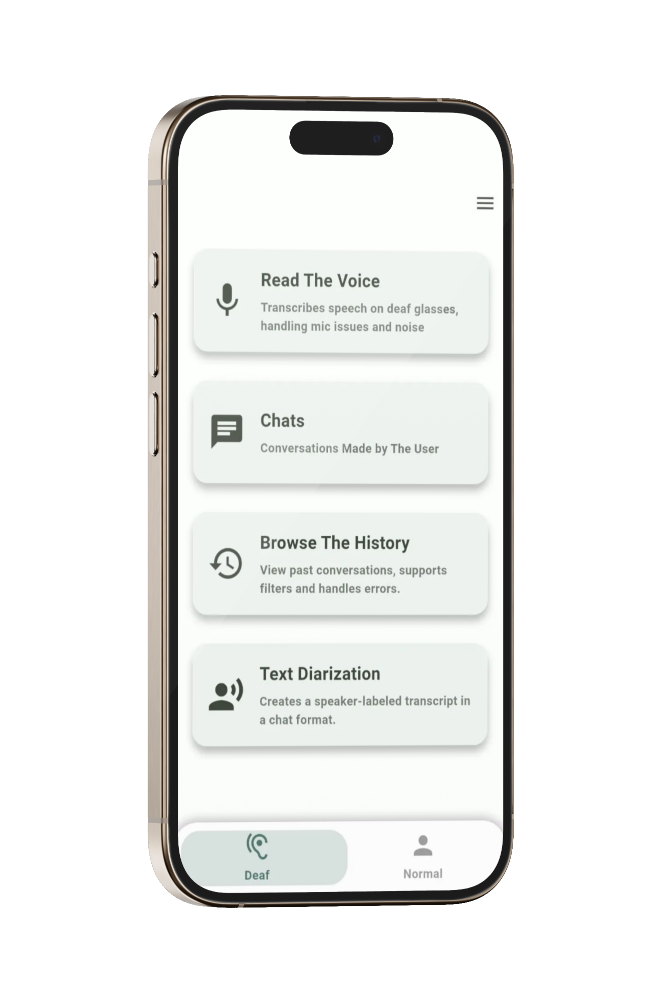 Read The Voice
Transcribes speech on deaf glasses,
handling mic issues and noise
Chats
Conversations Made by The User
Browse The History
View past conversations, supports
filters and handles errors.
Text Diarization
Creates a speaker-labeled transcript in
a chat format.
Deaf
Normal